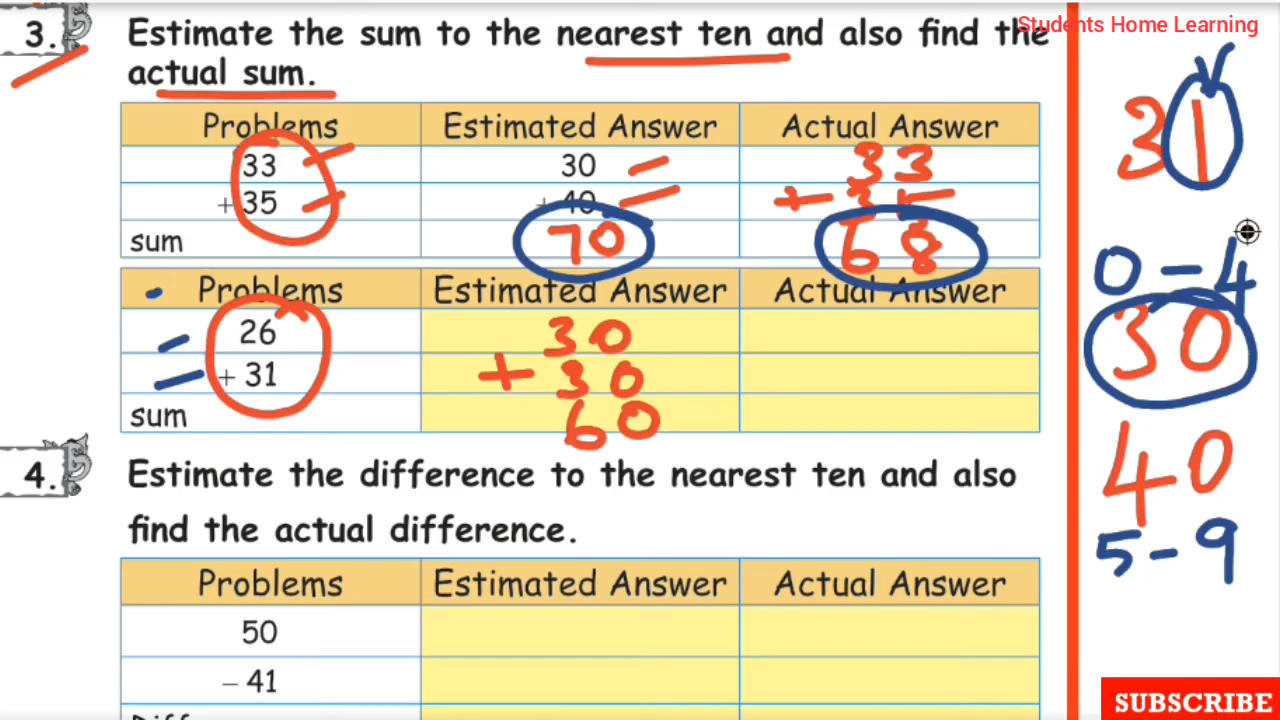 Students Home Learning
3.
Estimate the sum to the nearest ten and also find the
actual sum.
Problems Estimated Answer Actual Answer
33 30 33
+ 35 + 40 + 35
sum 70 68
Problems Estimated Answer Actual Answer
26 30
+ 31 + 30
sum 60
31
0 - 4
30
40
5 - 9
4.
Estimate the difference to the nearest ten and also
find the actual difference.
Problems Estimated Answer Actual Answer
50
- 41
SUBSCRIBE